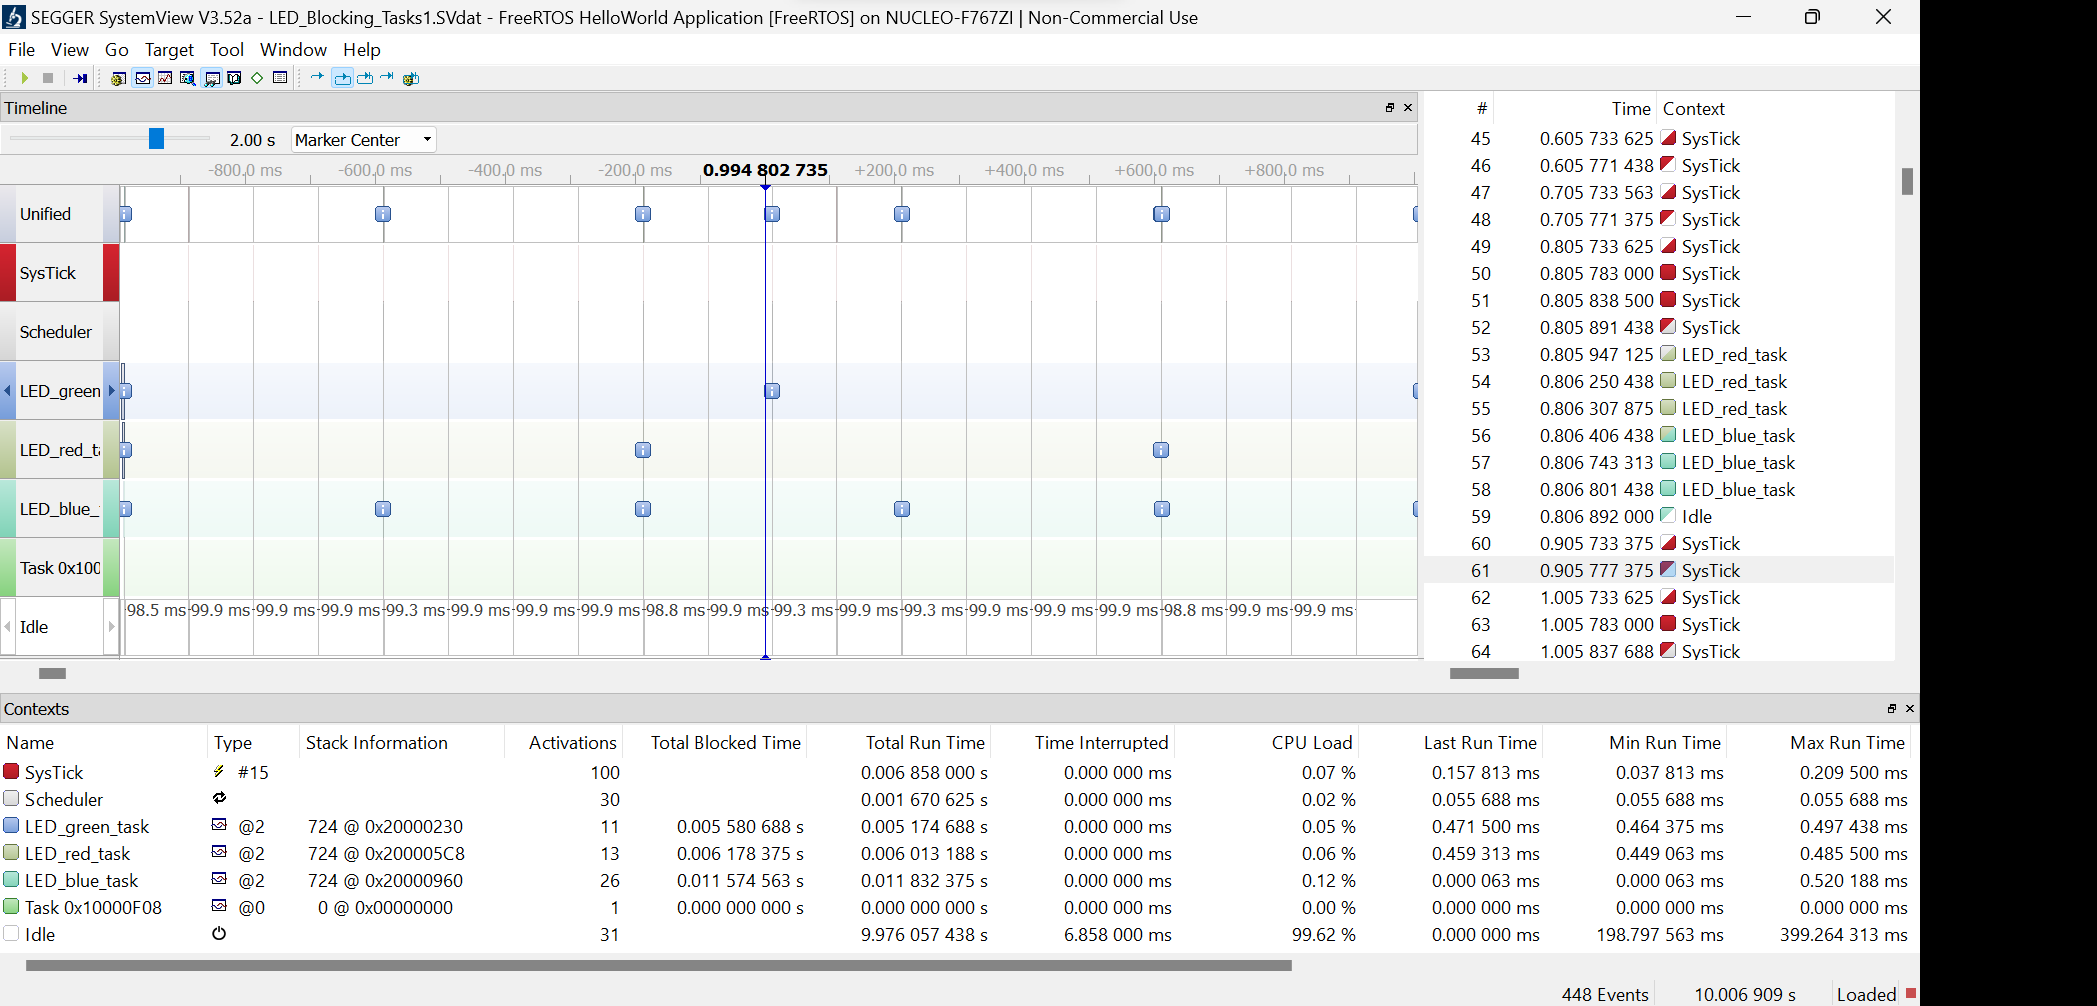 SEGGER SystemView V3.52a - LED_Blocking_Tasks1.SVdat - FreeRTOS HelloWorld Application [FreeRTOS] on NUCLEO-F767ZI | Non-Commercial Use
File View Go Target Tool Window Help
Timeline
2.00 s Marker Center
-800.0 ms -600.0 ms -400.0 ms -200.0 ms 0.994 802 735 +200.0 ms +400.0 ms +600.0 ms +800.0 ms
Unified
SysTick
Scheduler
LED_green
LED_red_t
LED_blue_
Task 0x100
Idle
98.5 ms 99.9 ms 99.9 ms 99.9 ms 99.3 ms 99.9 ms 99.9 ms 99.9 ms 98.8 ms 99.9 ms 99.3 ms 99.9 ms 99.3 ms 99.9 ms 99.9 ms 99.9 ms 98.8 ms 99.9 ms 99.9 ms
# Time Context
45 0.605 733 625 SysTick
46 0.605 771 438 SysTick
47 0.705 733 563 SysTick
48 0.705 771 375 SysTick
49 0.805 733 625 SysTick
50 0.805 783 000 SysTick
51 0.805 838 500 SysTick
52 0.805 891 438 SysTick
53 0.805 947 125 LED_red_task
54 0.806 250 438 LED_red_task
55 0.806 307 875 LED_red_task
56 0.806 406 438 LED_blue_task
57 0.806 743 313 LED_blue_task
58 0.806 801 438 LED_blue_task
59 0.806 892 000 Idle
60 0.905 733 375 SysTick
61 0.905 777 375 SysTick
62 1.005 733 625 SysTick
63 1.005 783 000 SysTick
64 1.005 837 688 SysTick
Contexts
Name Type Stack Information Activations Total Blocked Time Total Run Time Time Interrupted CPU Load Last Run Time Min Run Time Max Run Time
SysTick #15 100 0.006 858 000 s 0.000 000 ms 0.07 % 0.157 813 ms 0.037 813 ms 0.209 500 ms
Scheduler 30 0.001 670 625 s 0.000 000 ms 0.02 % 0.055 688 ms 0.055 688 ms 0.055 688 ms
LED_green_task @2 724 @ 0x20000230 11 0.005 580 688 s 0.005 174 688 s 0.000 000 ms 0.05 % 0.471 500 ms 0.464 375 ms 0.497 438 ms
LED_red_task @2 724 @ 0x200005C8 13 0.006 178 375 s 0.006 013 188 s 0.000 000 ms 0.06 % 0.459 313 ms 0.449 063 ms 0.485 500 ms
LED_blue_task @2 724 @ 0x20000960 26 0.011 574 563 s 0.011 832 375 s 0.000 000 ms 0.12 % 0.000 063 ms 0.000 063 ms 0.520 188 ms
Task 0x10000F08 @0 0 @ 0x00000000 1 0.000 000 000 s 0.000 000 000 s 0.000 000 ms 0.00 % 0.000 000 ms 0.000 000 ms 0.000 000 ms
Idle 31 9.976 057 438 s 6.858 000 ms 99.62 % 0.000 000 ms 198.797 563 ms 399.264 313 ms
448 Events 10.006 909 s Loaded